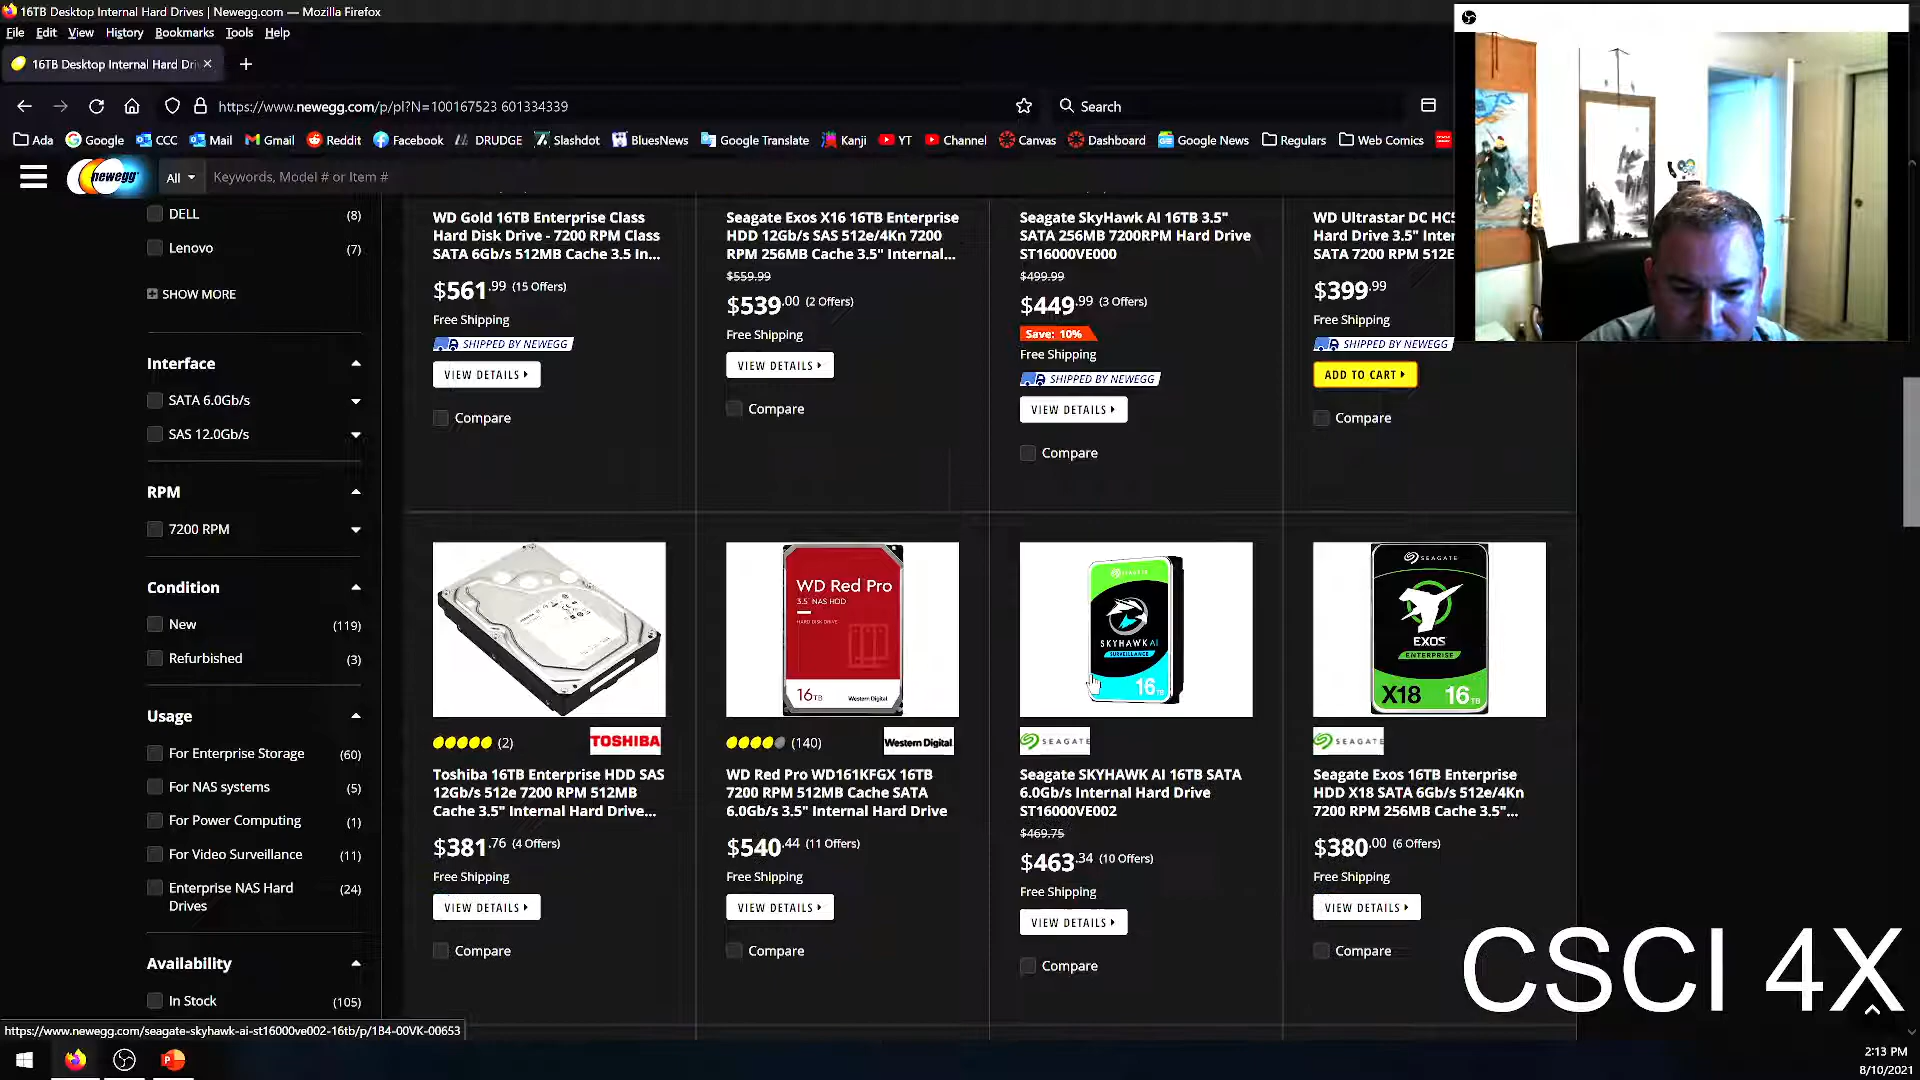 16TB Desktop Internal Hard Drives | Newegg.com — Mozilla Firefox
File Edit View History Bookmarks Tools Help
16TB Desktop Internal Hard Dri
https://www.newegg.com/p/pl?N=100167523 601334339
Search
Ada Google CCC Mail Gmail Reddit Facebook DRUDGE Slashdot BluesNews Google Translate Kanji YT Channel Canvas Dashboard Google News Regulars Web Comics
newegg All Keywords, Model # or Item #
DELL (8)
Lenovo (7)
SHOW MORE
Interface
SATA 6.0Gb/s
SAS 12.0Gb/s
RPM
7200 RPM
Condition
New (119)
Refurbished (3)
Usage
For Enterprise Storage (60)
For NAS systems (5)
For Power Computing (1)
For Video Surveillance (11)
Enterprise NAS Hard
Drives (24)
Availability
In Stock (105)
WD Gold 16TB Enterprise Class
Hard Disk Drive - 7200 RPM Class
SATA 6Gb/s 512MB Cache 3.5 In...
$561.99 (15 Offers)
Free Shipping
SHIPPED BY NEWEGG
VIEW DETAILS
Compare
Seagate Exos X16 16TB Enterprise
HDD 12Gb/s SAS 512e/4Kn 7200
RPM 256MB Cache 3.5" Internal...
$559.99
$539.00 (2 Offers)
Free Shipping
VIEW DETAILS
Compare
Seagate SkyHawk AI 16TB 3.5"
SATA 256MB 7200RPM Hard Drive
ST16000VE000
$499.99
$449.99 (3 Offers)
Save: 10%
Free Shipping
SHIPPED BY NEWEGG
VIEW DETAILS
Compare
WD Ultrastar DC HC5
Hard Drive 3.5" Inter
SATA 7200 RPM 512E
$399.99
Free Shipping
SHIPPED BY NEWEGG
ADD TO CART
Compare
(2) TOSHIBA
Toshiba 16TB Enterprise HDD SAS
12Gb/s 512e 7200 RPM 512MB
Cache 3.5" Internal Hard Drive...
$381.76 (4 Offers)
Free Shipping
VIEW DETAILS
Compare
WD Red Pro
3.5" NAS HDD
HARD DISK DRIVE
16TB Western Digital
(140) Western Digital
WD Red Pro WD161KFGX 16TB
7200 RPM 512MB Cache SATA
6.0Gb/s 3.5" Internal Hard Drive
$540.44 (11 Offers)
Free Shipping
VIEW DETAILS
Compare
SEAGATE
SKYHAWK AI
SURVEILLANCE
16TB
SEAGATE
Seagate SKYHAWK AI 16TB SATA
6.0Gb/s Internal Hard Drive
ST16000VE002
$469.75
$463.34 (10 Offers)
Free Shipping
VIEW DETAILS
Compare
SEAGATE
EXOS
ENTERPRISE
X18 16TB
SEAGATE
Seagate Exos 16TB Enterprise
HDD X18 SATA 6Gb/s 512e/4Kn
7200 RPM 256MB Cache 3.5"...
$380.00 (6 Offers)
Free Shipping
VIEW DETAILS
Compare
CSCI 4X
https://www.newegg.com/seagate-skyhawk-ai-st16000ve002-16tb/p/1B4-00VK-00653
2:13 PM
8/10/2021